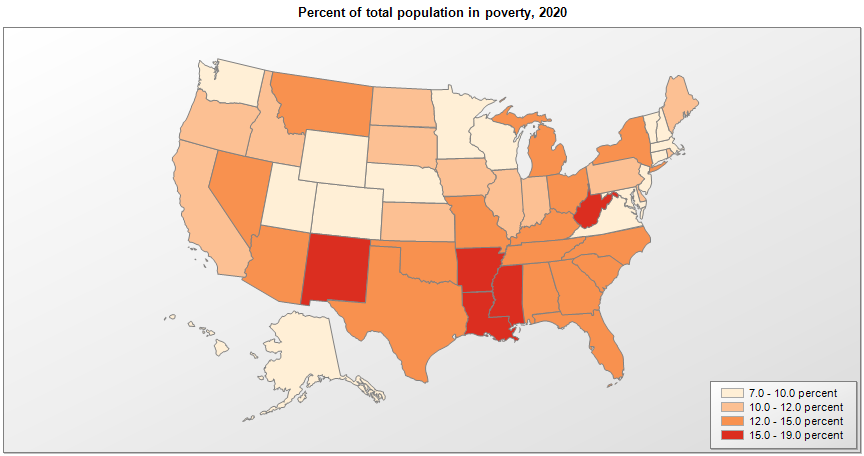 Percent of total population in poverty, 2020
7.0 - 10.0 percent
10.0 - 12.0 percent
12.0 - 15.0 percent
15.0 - 19.0 percent